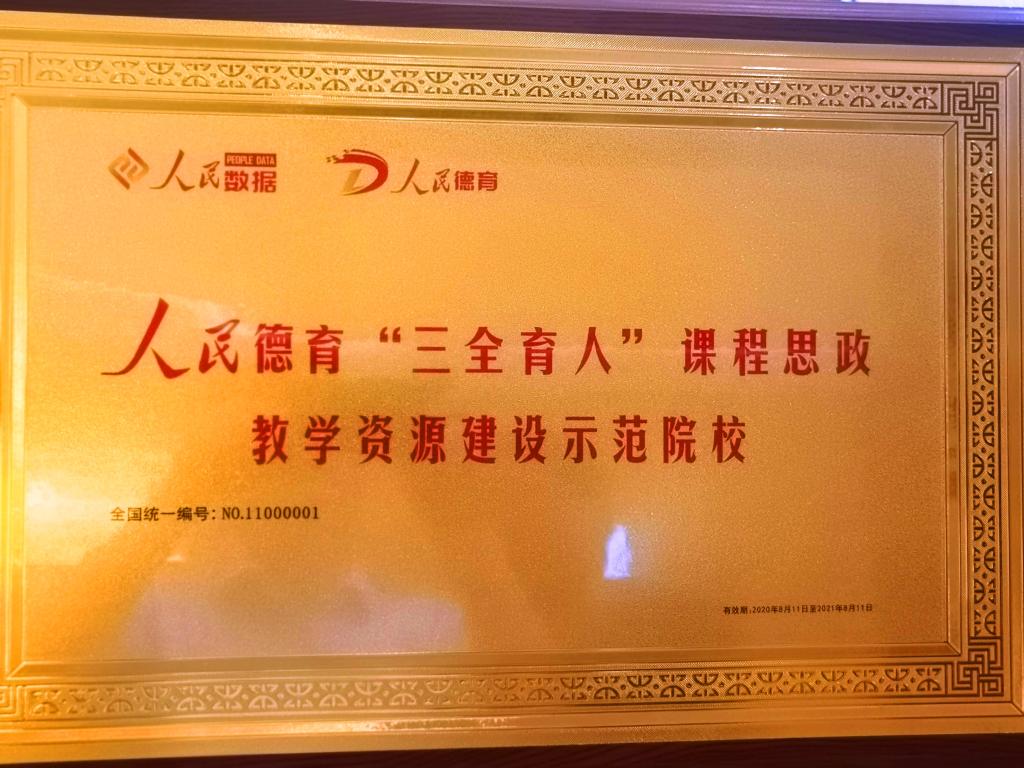 人民数据 PEOPLE DATA 人民德育
人民德育“三全育人”课程思政
教学资源建设示范院校
全国统一编号：NO.11000001
有效期：2020年8月11日至2021年8月11日